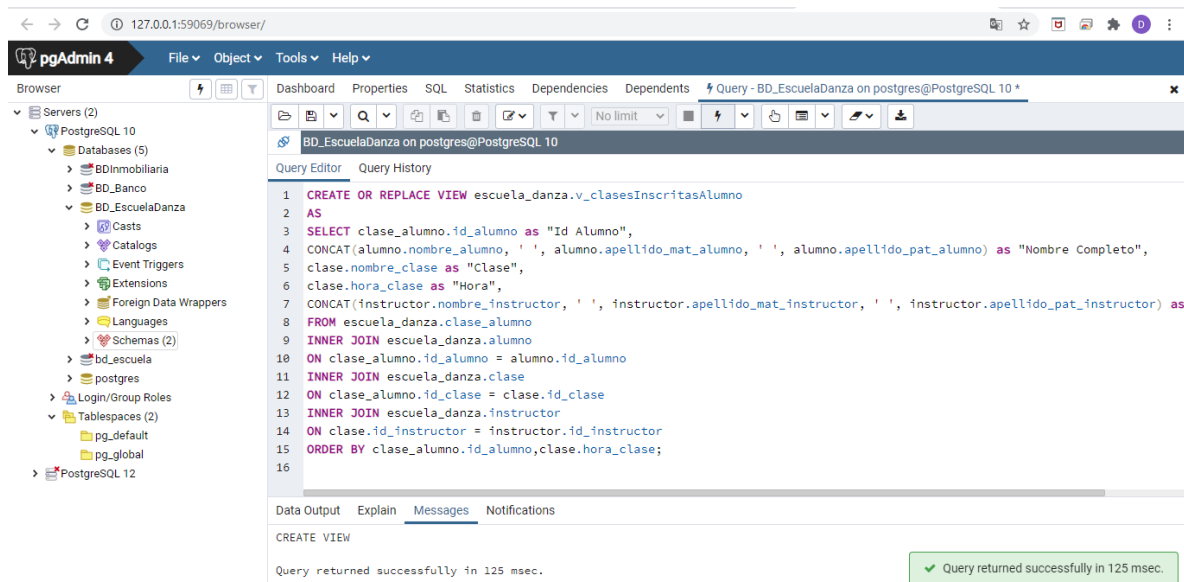 127.0.0.1:59069/browser/
D
pgAdmin 4
File Object Tools Help
Browser
Dashboard Properties SQL Statistics Dependencies Dependents Query - BD_EscuelaDanza on postgres@PostgreSQL 10 *
No limit
Servers (2)
PostgreSQL 10
Databases (5)
BDInmobiliaria
BD_Banco
BD_EscuelaDanza
Casts
Catalogs
Event Triggers
Extensions
Foreign Data Wrappers
Languages
Schemas (2)
bd_escuela
postgres
Login/Group Roles
Tablespaces (2)
pg_default
pg_global
PostgreSQL 12
BD_EscuelaDanza on postgres@PostgreSQL 10
Query Editor Query History
1 CREATE OR REPLACE VIEW escuela_danza.v_clasesInscritasAlumno
2 AS
3 SELECT clase_alumno.id_alumno as "Id Alumno",
4 CONCAT(alumno.nombre_alumno, ' ', alumno.apellido_mat_alumno, ' ', alumno.apellido_pat_alumno) as "Nombre Completo",
5 clase.nombre_clase as "Clase",
6 clase.hora_clase as "Hora",
7 CONCAT(instructor.nombre_instructor, ' ', instructor.apellido_mat_instructor, ' ', instructor.apellido_pat_instructor) as
8 FROM escuela_danza.clase_alumno
9 INNER JOIN escuela_danza.alumno
10 ON clase_alumno.id_alumno = alumno.id_alumno
11 INNER JOIN escuela_danza.clase
12 ON clase_alumno.id_clase = clase.id_clase
13 INNER JOIN escuela_danza.instructor
14 ON clase.id_instructor = instructor.id_instructor
15 ORDER BY clase_alumno.id_alumno,clase.hora_clase;
16
Data Output Explain Messages Notifications
CREATE VIEW
Query returned successfully in 125 msec.
Query returned successfully in 125 msec.